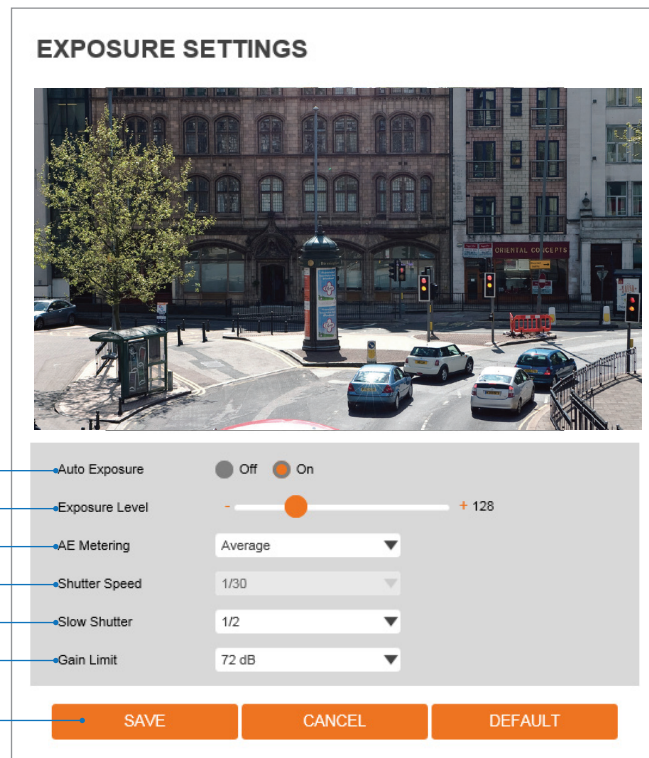 EXPOSURE SETTINGS
ORIENTAL CONCEPTS
Auto Exposure Off On
Exposure Level - + 128
AE Metering Average
Shutter Speed 1/30
Slow Shutter 1/2
Gain Limit 72 dB
SAVE CANCEL DEFAULT